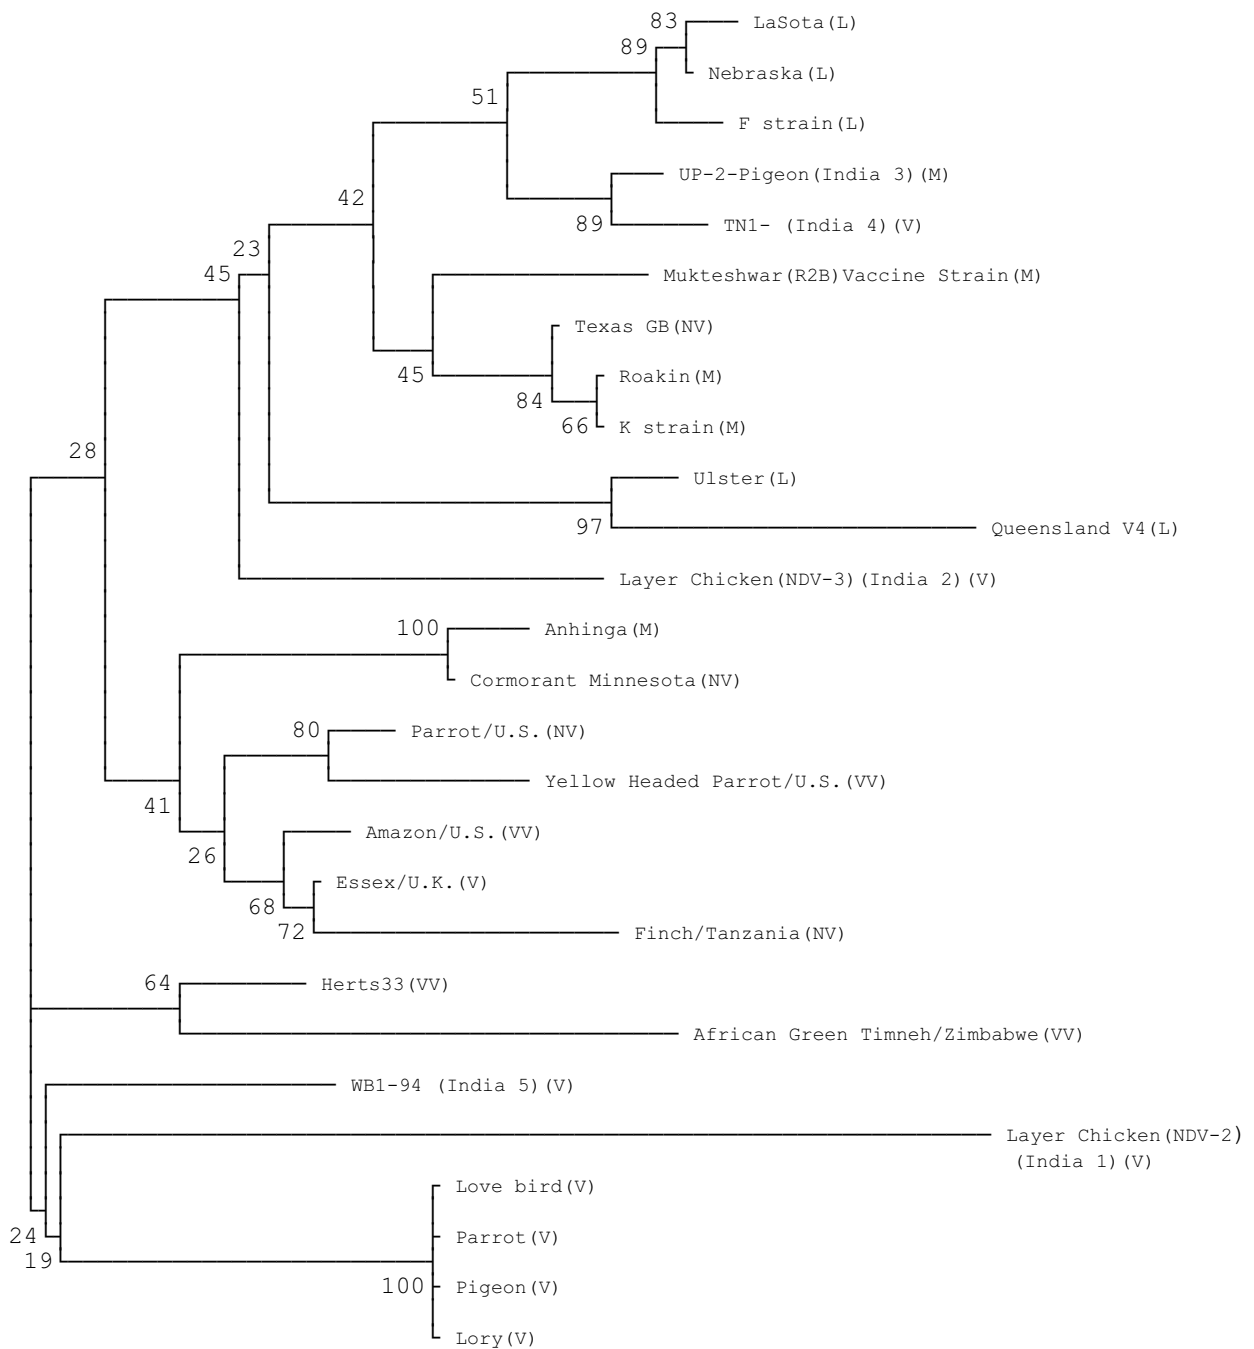 83
LaSota(L)
89
Nebraska(L)
51
F strain(L)
UP-2-Pigeon(India 3)(M)
42
89
TN1- (India 4)(V)
23
45
Mukteshwar(R2B)Vaccine Strain(M)
Texas GB(NV)
45
Roakin(M)
84
66
K strain(M)
28
Ulster(L)
97
Queensland V4(L)
Layer Chicken(NDV-3)(India 2)(V)
100
Anhinga(M)
Cormorant Minnesota(NV)
80
Parrot/U.S.(NV)
Yellow Headed Parrot/U.S.(VV)
41
Amazon/U.S.(VV)
26
Essex/U.K.(V)
68
72
Finch/Tanzania(NV)
64
Herts33(VV)
African Green Timneh/Zimbabwe(VV)
WB1-94 (India 5)(V)
Layer Chicken(NDV-2)
(India 1)(V)
Love bird(V)
24
Parrot(V)
19
100
Pigeon(V)
Lory(V)